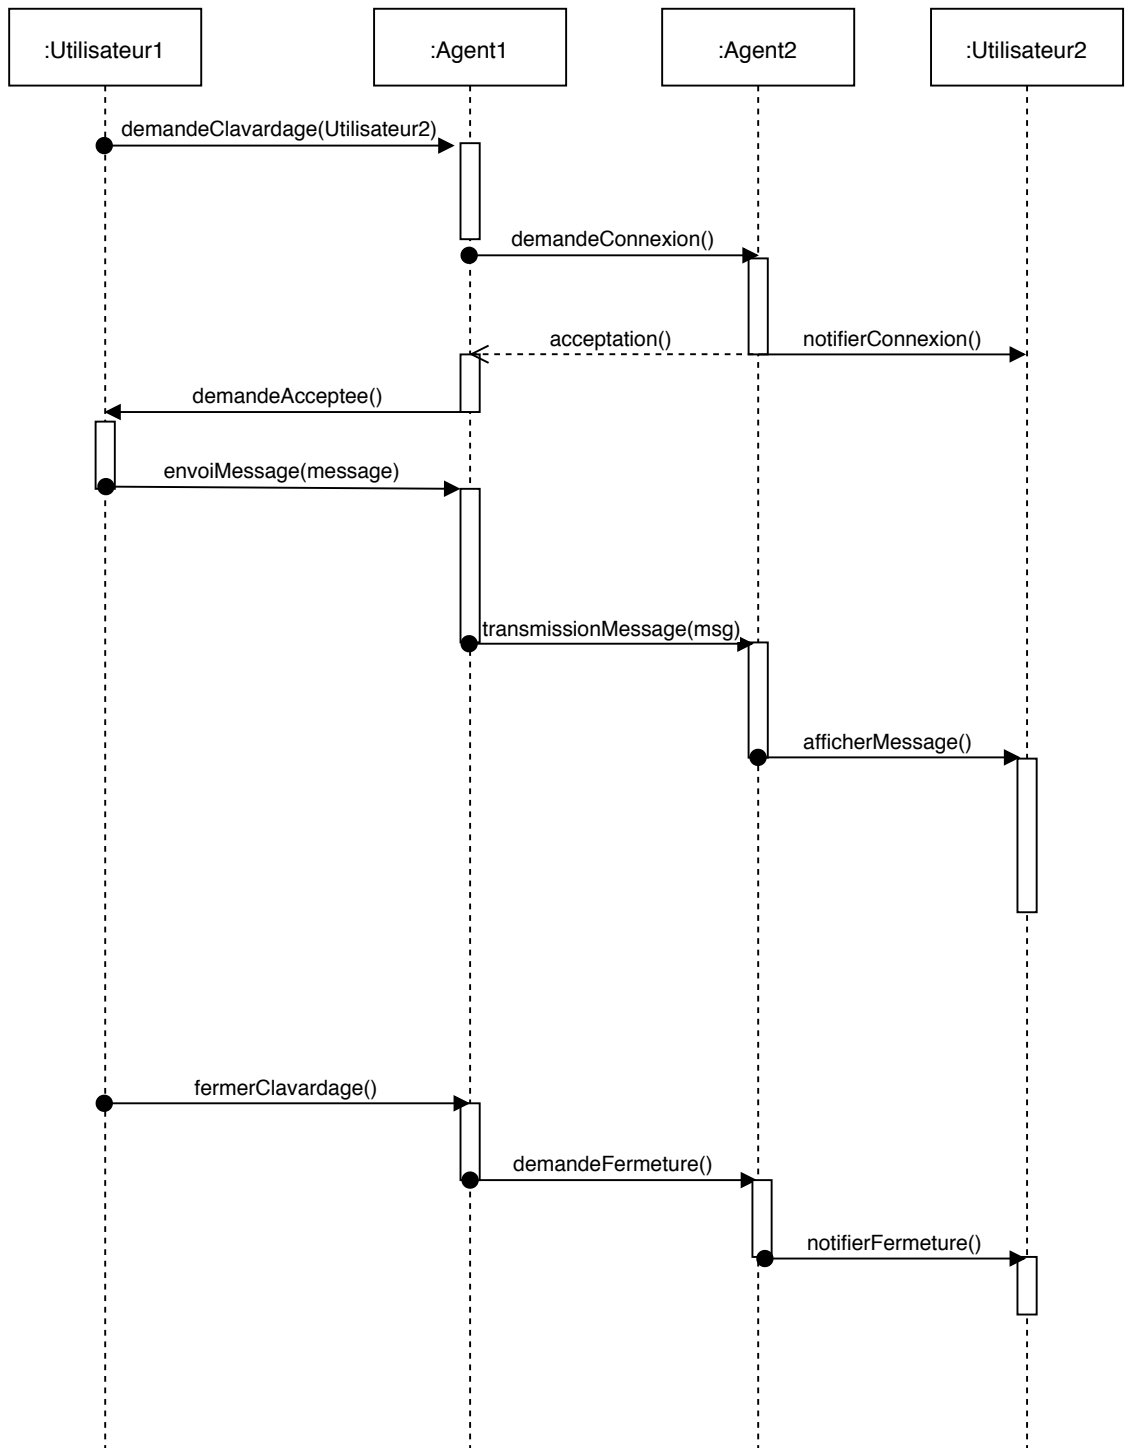 :Utilisateur1
:Agent1
:Agent2
:Utilisateur2
demandeClavardage(Utilisateur2)
demandeConnexion()
acceptation()
notifierConnexion()
demandeAcceptee()
envoiMessage(message)
transmissionMessage(msg)
afficherMessage()
fermerClavardage()
demandeFermeture()
notifierFermeture()